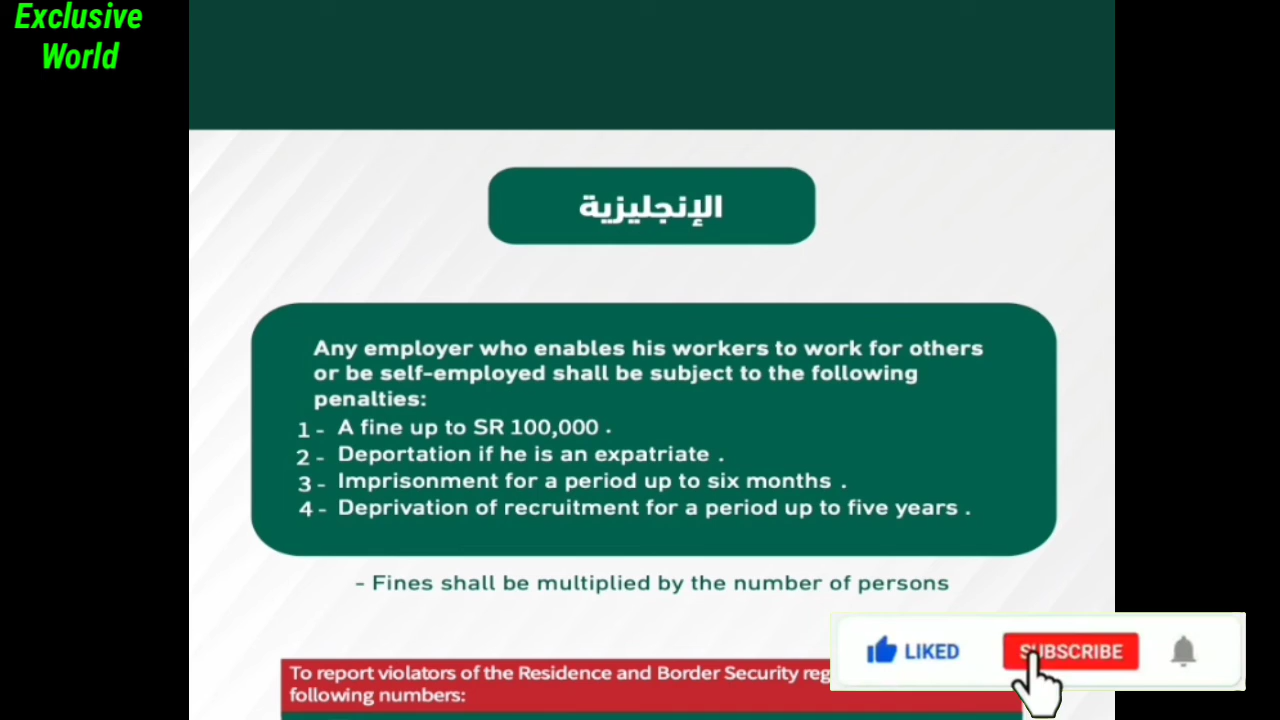 Exclusive
World
الإنجليزية
Any employer who enables his workers to work for others
or be self-employed shall be subject to the following
penalties:
1 - A fine up to SR 100,000 .
2 - Deportation if he is an expatriate .
3 - Imprisonment for a period up to six months .
4 - Deprivation of recruitment for a period up to five years .
- Fines shall be multiplied by the number of persons
To report violators of the Residence and Border Security
following numbers:
LIKED
SUBSCRIBE